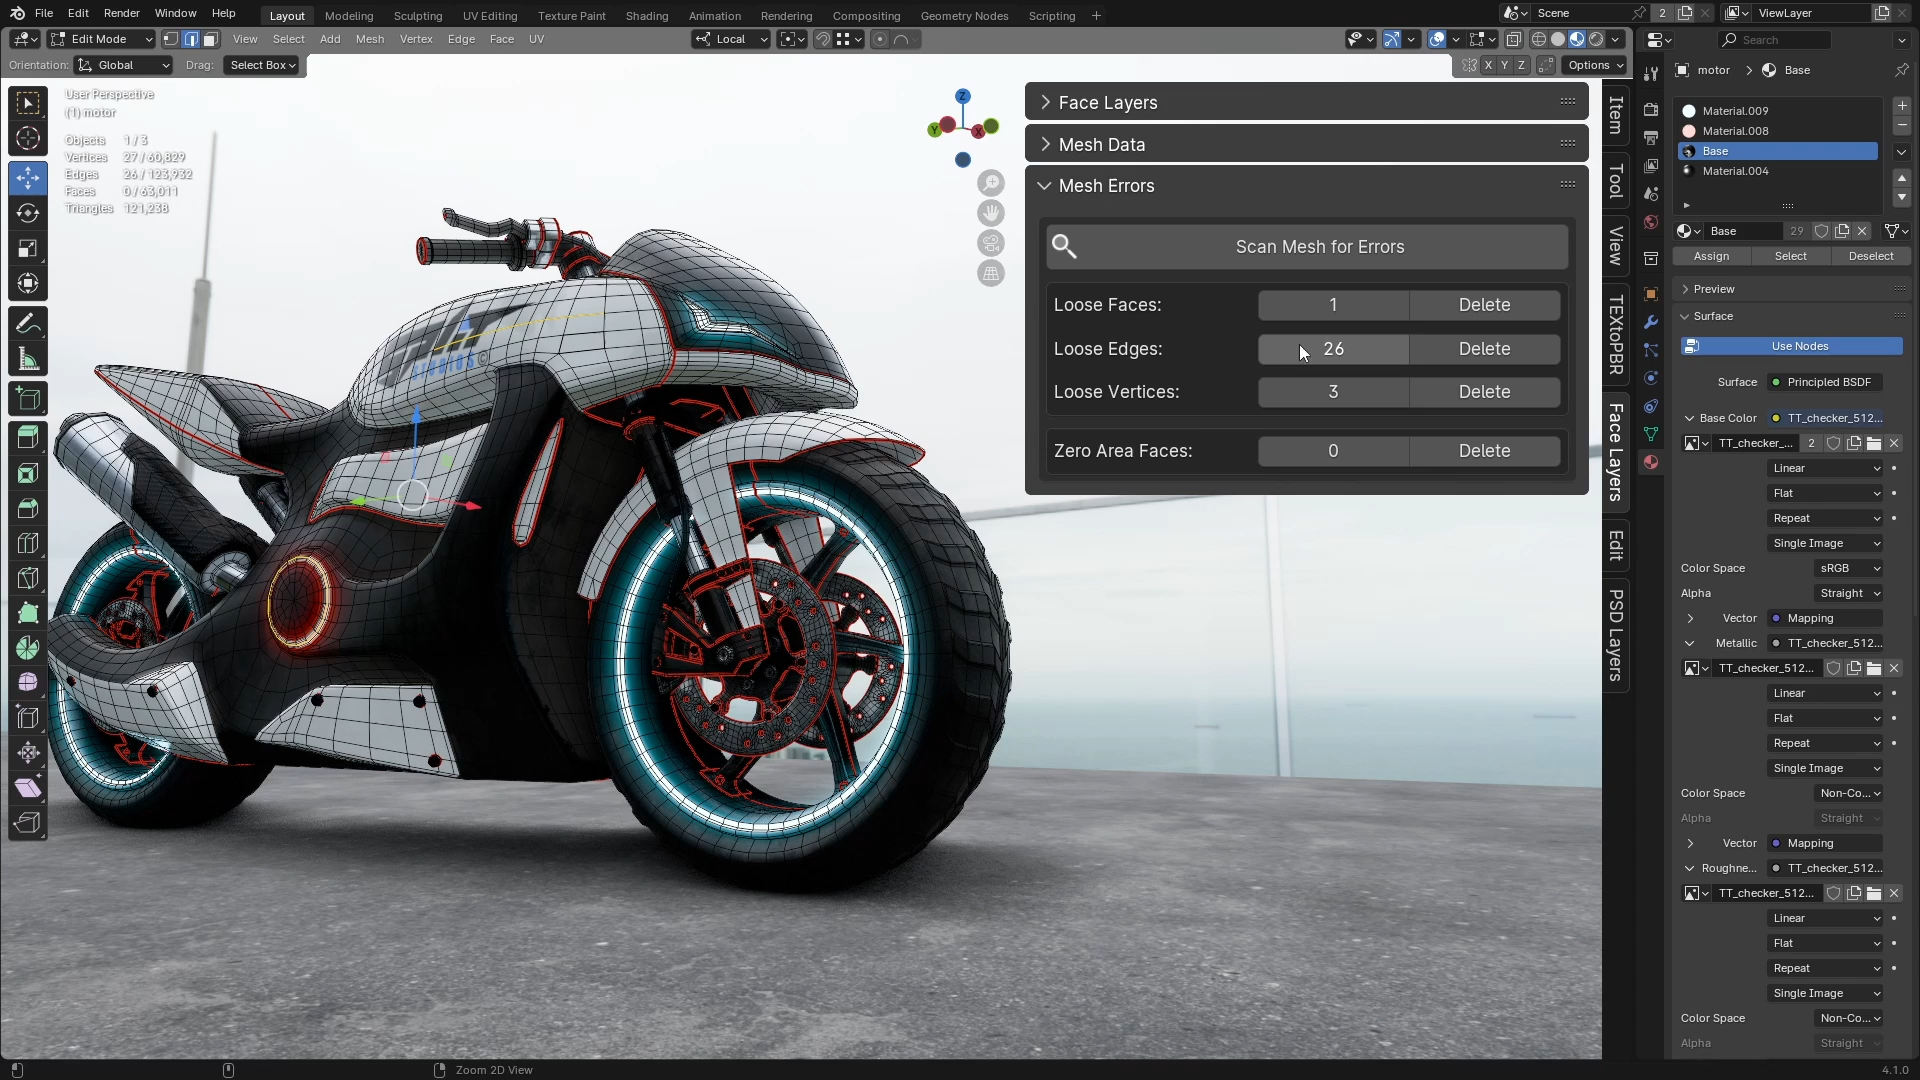 File Edit Render Window Help Layout Modeling Sculpting UV Editing Texture Paint Shading Animation Rendering Compositing Geometry Nodes Scripting + Scene 2 ViewLayer
Edit Mode View Select Add Mesh Vertex Edge Face UV Local Search
Orientation: Global Drag: Select Box X Y Z Options
motor > Base
User Perspective
(1) motor
Objects 1 / 3
Vertices 27 / 60,829
Edges 26 / 123,932
Faces 0 / 63,011
Triangles 121,238
Z
Y
X
STUDIOS©
Face Layers
Mesh Data
Mesh Errors
Scan Mesh for Errors
Loose Faces: 1 Delete
Loose Edges: 26 Delete
Loose Vertices: 3 Delete
Zero Area Faces: 0 Delete
Item
Tool
View
TEXtoPBR
Face Layers
Edit
PSD Layers
Material.009
Material.008
Base
Material.004
Base 29
Assign Select Deselect
Preview
Surface
Use Nodes
Surface Principled BSDF
Base Color TT_checker_512...
TT_checker_... 2
Linear
Flat
Repeat
Single Image
Color Space sRGB
Alpha Straight
Vector Mapping
Metallic TT_checker_512...
TT_checker_512...
Linear
Flat
Repeat
Single Image
Color Space Non-Co...
Alpha Straight
Vector Mapping
Roughne... TT_checker_512...
TT_checker_512...
Linear
Flat
Repeat
Single Image
Color Space Non-Co...
Alpha Straight
Zoom 2D View
4.1.0